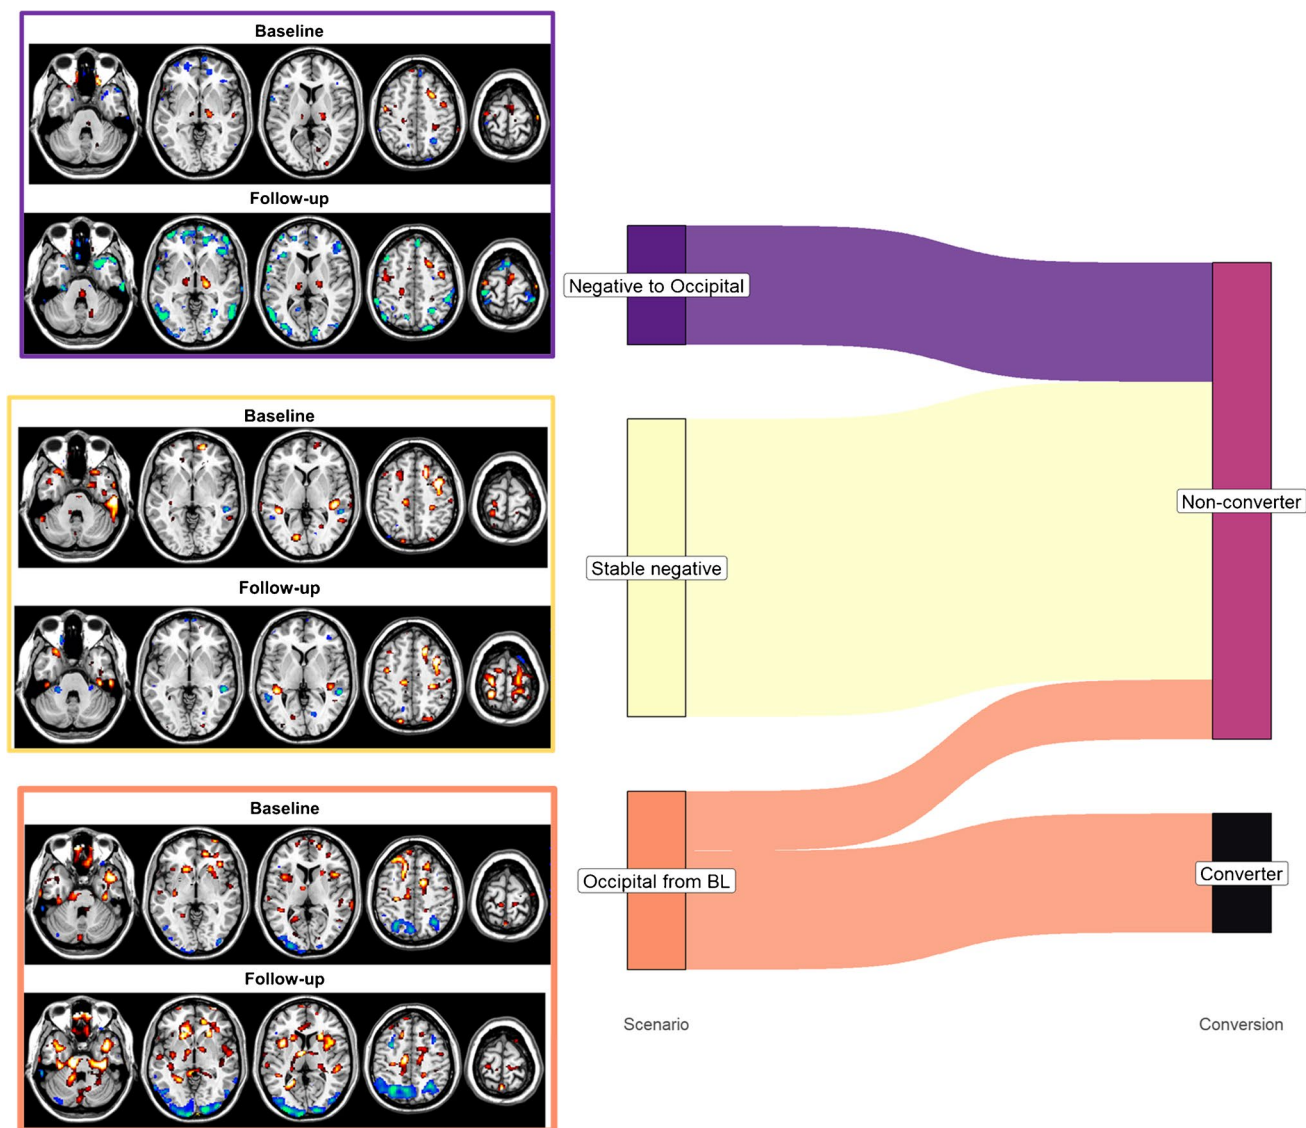 Baseline
Follow-up
Negative to Occipital
Baseline
Non-converter
Stable negative
Follow-up
Baseline
Occipital from BL
Converter
Follow-up
Scenario
Conversion